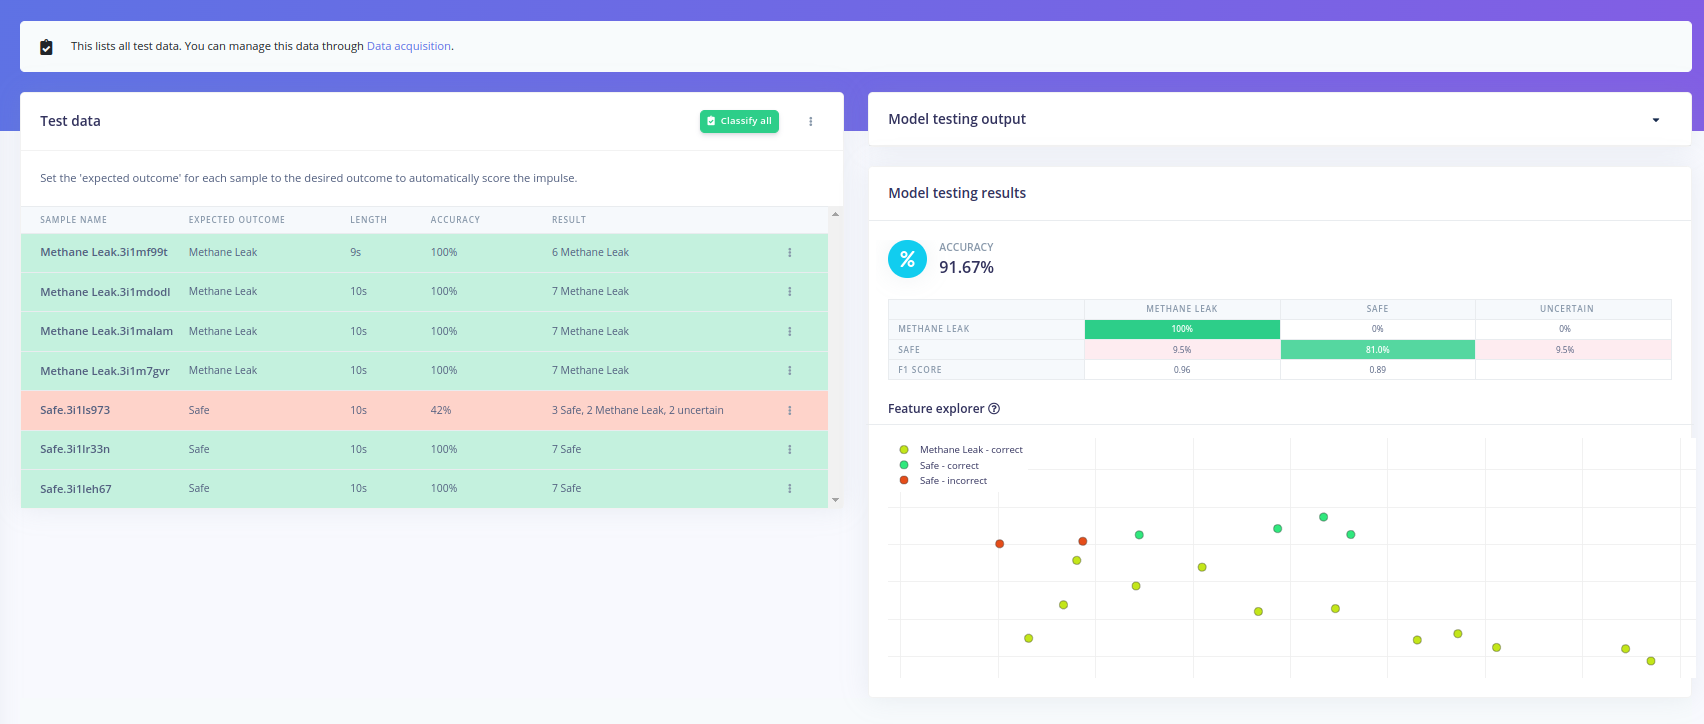 This lists all test data. You can manage this data through Data acquisition.
Test data
Classify all
Set the 'expected outcome' for each sample to the desired outcome to automatically score the impulse.
SAMPLE NAME EXPECTED OUTCOME LENGTH ACCURACY RESULT
Methane Leak.3i1mf99t Methane Leak 9s 100% 6 Methane Leak
Methane Leak.3i1mdodl Methane Leak 10s 100% 7 Methane Leak
Methane Leak.3i1malam Methane Leak 10s 100% 7 Methane Leak
Methane Leak.3i1m7gvr Methane Leak 10s 100% 7 Methane Leak
Safe.3i1ls973 Safe 10s 42% 3 Safe, 2 Methane Leak, 2 uncertain
Safe.3i1lr33n Safe 10s 100% 7 Safe
Safe.3i1leh67 Safe 10s 100% 7 Safe
Model testing output
Model testing results
%
ACCURACY
91.67%
METHANE LEAK SAFE UNCERTAIN
METHANE LEAK 100% 0% 0%
SAFE 9.5% 81.0% 9.5%
F1 SCORE 0.96 0.89
Feature explorer
Methane Leak - correct
Safe - correct
Safe - incorrect